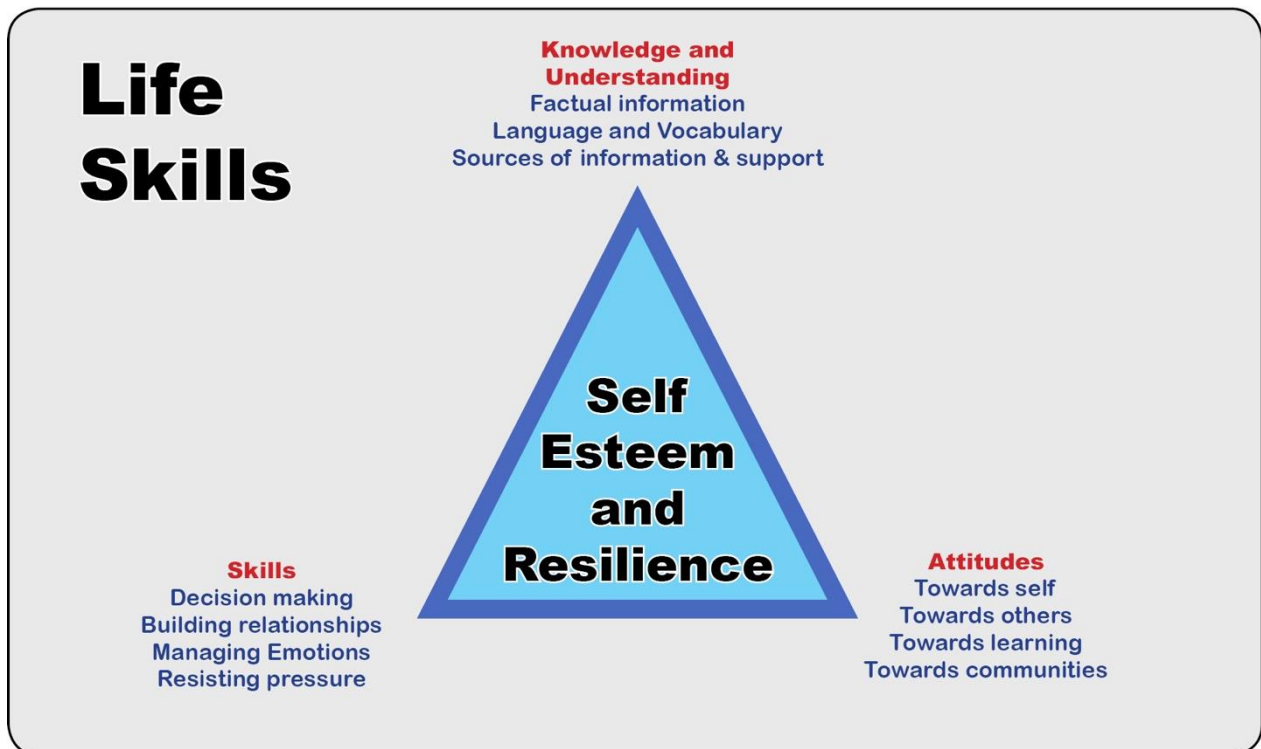 Life
Skills
Knowledge and
Understanding
Factual information
Language and Vocabulary
Sources of information & support
Self
Esteem
and
Resilience
Skills
Decision making
Building relationships
Managing Emotions
Resisting pressure
Attitudes
Towards self
Towards others
Towards learning
Towards communities